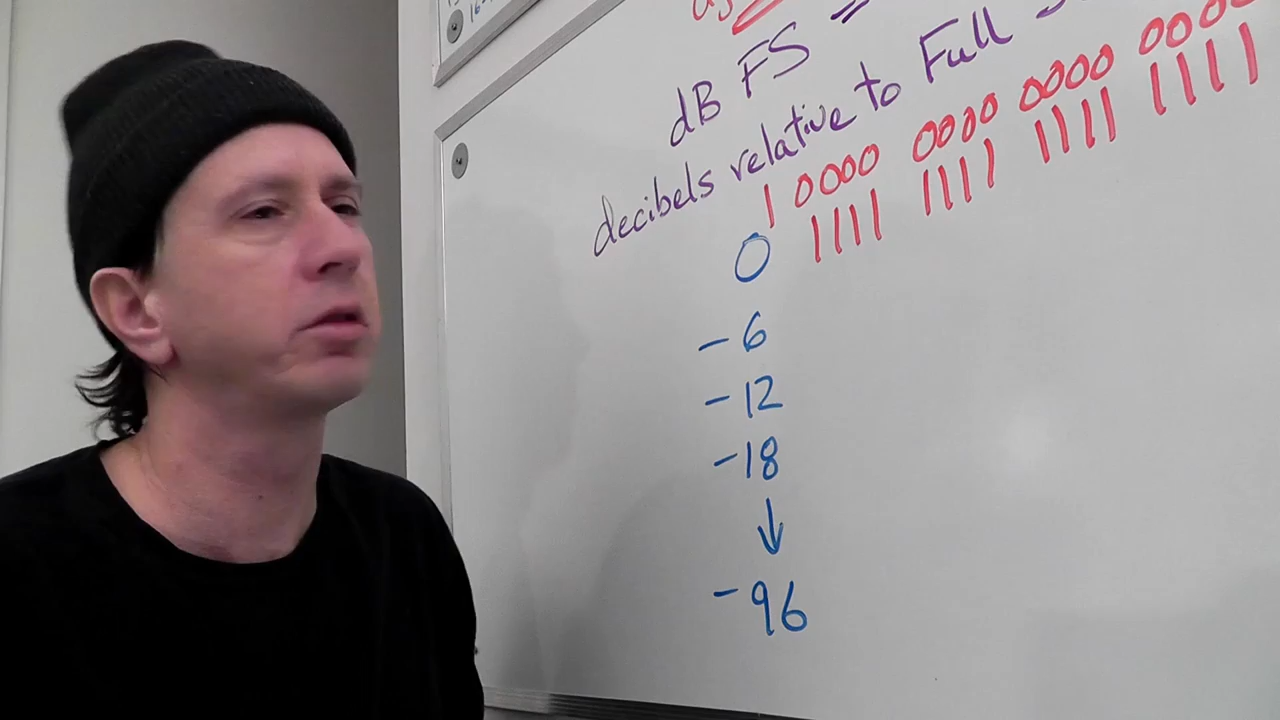 dB FS =
decibels relative to Full
1 0000 0000 0000 0000
0 1111 1111 1111 1111
-6
-12
-18
↓
-96